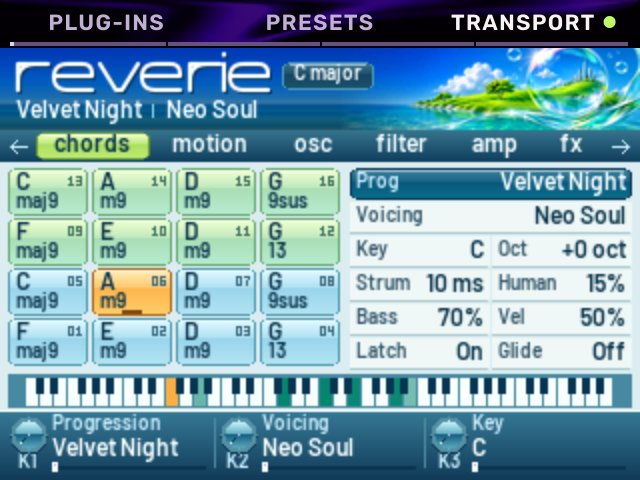 PLUG-INS PRESETS TRANSPORT
reverie C major
Velvet Night | Neo Soul
← chords motion osc filter amp fx →
C 13 A 14 D 15 G 16
maj9 m9 m9 9sus
F 09 E 10 D 11 G 12
maj9 m9 m9 13
C 05 A 06 D 07 G 08
maj9 m9 m9 9sus
F 01 E 02 D 03 G 04
maj9 m9 m9 13
Prog Velvet Night
Voicing Neo Soul
Key C Oct +0 oct
Strum 10 ms Human 15%
Bass 70% Vel 50%
Latch On Glide Off
Progression Voicing Key
Velvet Night Neo Soul C
K1 K2 K3